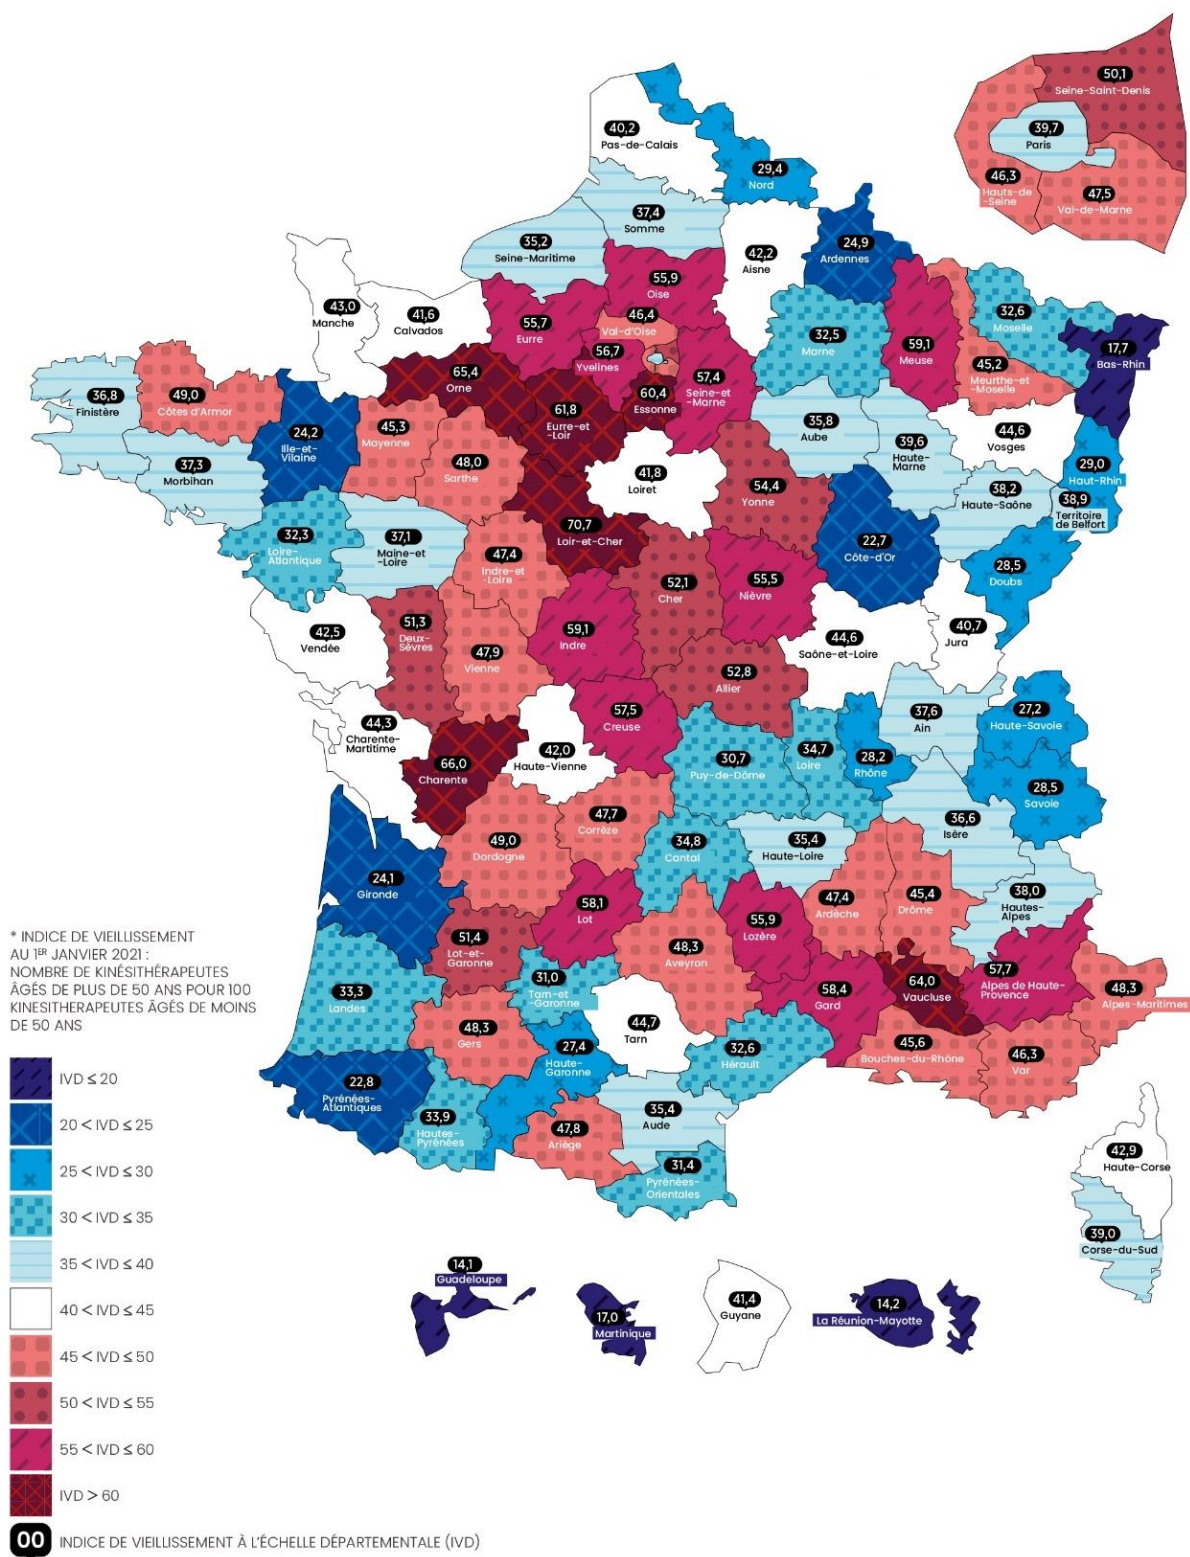 50,1
Seine-Saint-Denis
39,7
Paris
46,3
Hauts-de
-Seine
47,5
Val-de-Marne
40,2
Pas-de-Calais
29,4
Nord
37,4
Somme
35,2
Seine-Maritime
42,2
Aisne
24,9
Ardennes
43,0
Manche
41,6
Calvados
55,7
Eurre
55,9
Oise
46,4
Val-d'Oise
56,7
Yvelines
57,4
Seine-et
-Marne
60,4
Essonne
32,5
Marne
59,1
Meuse
32,6
Moselle
45,2
Meurthe-et
-Moselle
17,7
Bas-Rhin
36,8
Finistère
49,0
Côtes d'Armor
24,2
Ille-et-
Vilaine
65,4
Orne
45,3
Mayenne
48,0
Sarthe
61,8
Eurre-et
-Loir
35,8
Aube
39,6
Haute-
Marne
44,6
Vosges
29,0
Haut-Rhin
37,3
Morbihan
41,8
Loiret
54,4
Yonne
38,2
Haute-Saône
38,9
Territoire
de Belfort
32,3
Loire-
Atlantique
37,1
Maine-et
-Loire
70,7
Loir-et-Cher
47,4
Indre-et
-Loire
22,7
Côte-d'Or
28,5
Doubs
52,1
Cher
55,5
Nièvre
42,5
Vendée
51,3
Deux-
Sèvres
47,9
Vienne
59,1
Indre
44,6
Saône-et-Loire
40,7
Jura
52,8
Allier
44,3
Charente-
Martitime
66,0
Charente
42,0
Haute-Vienne
57,5
Creuse
30,7
Puy-de-Dôme
34,7
Loire
28,2
Rhône
37,6
Ain
27,2
Haute-Savoie
28,5
Savoie
36,6
Isère
49,0
Dordogne
47,7
Corrèze
34,8
Cantal
35,4
Haute-Loire
24,1
Gironde
58,1
Lot
55,9
Lozère
47,4
Ardèche
45,4
Drôme
38,0
Hautes-
Alpes
51,4
Lot-et-
Garonne
48,3
Aveyron
31,0
Tam-et
-Garonne
58,4
Gard
64,0
Vaucluse
57,7
Alpes de Haute-
Provence
48,3
Alpes-Maritimes
33,3
Landes
48,3
Gers
27,4
Haute-
Garonne
44,7
Tarn
32,6
Hérault
45,6
Bouches-du-Rhône
46,3
Var
22,8
Pyrénées-
Atlantiques
33,9
Hautes-
Pyrénées
47,8
Ariège
35,4
Aude
31,4
Pyrénées-
Orientales
42,9
Haute-Corse
39,0
Corse-du-Sud
14,1
Guadeloupe
17,0
Martinique
41,4
Guyane
14,2
La Réunion-Mayotte
* INDICE DE VIEILLISSEMENT
AU 1ER JANVIER 2021 :
NOMBRE DE KINÉSITHÉRAPEUTES
ÂGÉS DE PLUS DE 50 ANS POUR 100
KINESITHERAPEUTES ÂGÉS DE MOINS
DE 50 ANS
IVD ≤ 20
20 < IVD ≤ 25
25 < IVD ≤ 30
30 < IVD ≤ 35
35 < IVD ≤ 40
40 < IVD ≤ 45
45 < IVD ≤ 50
50 < IVD ≤ 55
55 < IVD ≤ 60
IVD > 60
00 INDICE DE VIEILLISSEMENT À L'ÉCHELLE DÉPARTEMENTALE (IVD)